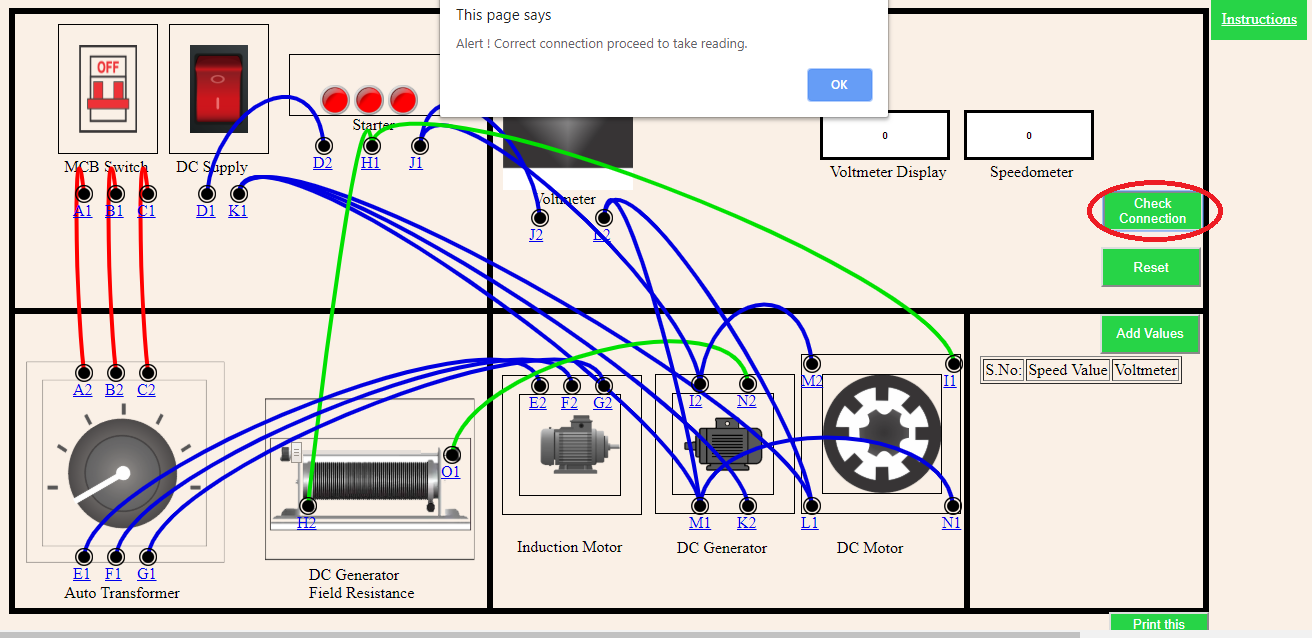 This page says
Alert ! Correct connection proceed to take reading.
OK
Instructions
OFF
Starter
MCB Switch
DC Supply
D2
H1
J1
A1
B1
C1
D1
K1
Voltmeter
J2
0
0
Voltmeter Display
Speedometer
Check
Connection
Reset
Add Values
S.No:
Speed Value
Voltmeter
A2
B2
C2
E2
F2
G2
I2
N2
M2
I1
O1
H2
M1
K2
L1
N1
Induction Motor
DC Generator
DC Motor
E1
F1
G1
Auto Transformer
DC Generator
Field Resistance
Print this